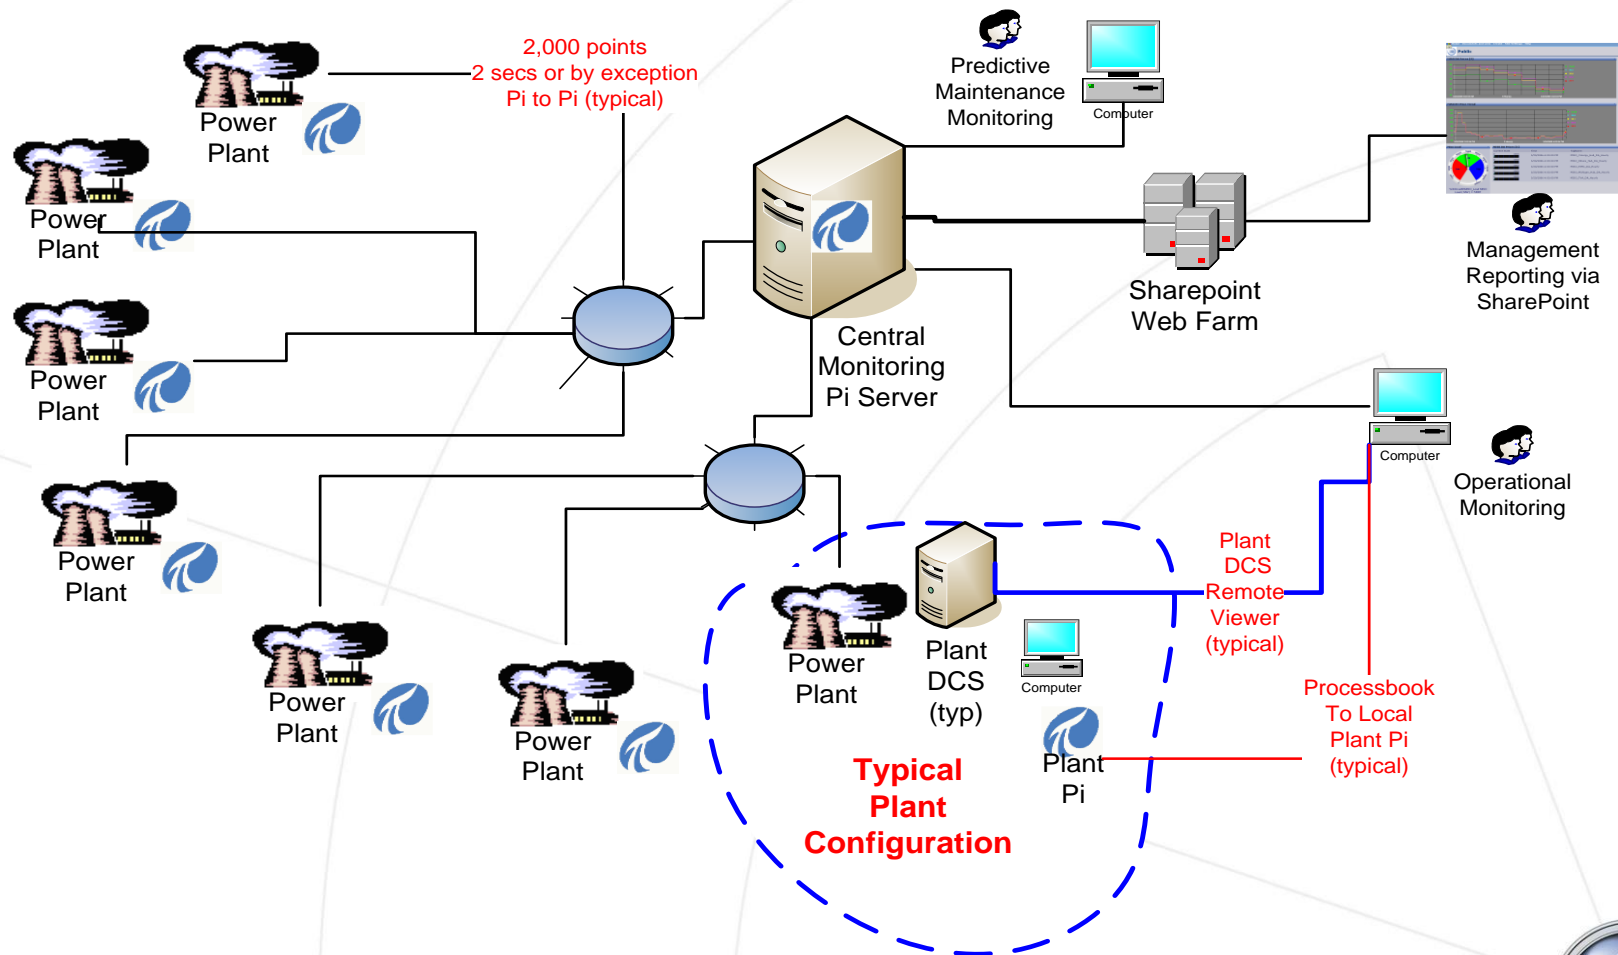 2,000 points
2 secs or by exception
Pi to Pi (typical)
Predictive
Maintenance
Monitoring
Computer
Public
Power
Plant
Power
Plant
Management
Reporting via
SharePoint
Sharepoint
Web Farm
Central
Monitoring
Pi Server
Power
Plant
Computer
Operational
Monitoring
Power
Plant
Plant
DCS
Remote
Viewer
(typical)
Power
Plant
Plant
DCS
(typ)
Computer
Power
Plant
Power
Plant
Processbook
To Local
Plant Pi
(typical)
Plant
Pi
Typical
Plant
Configuration